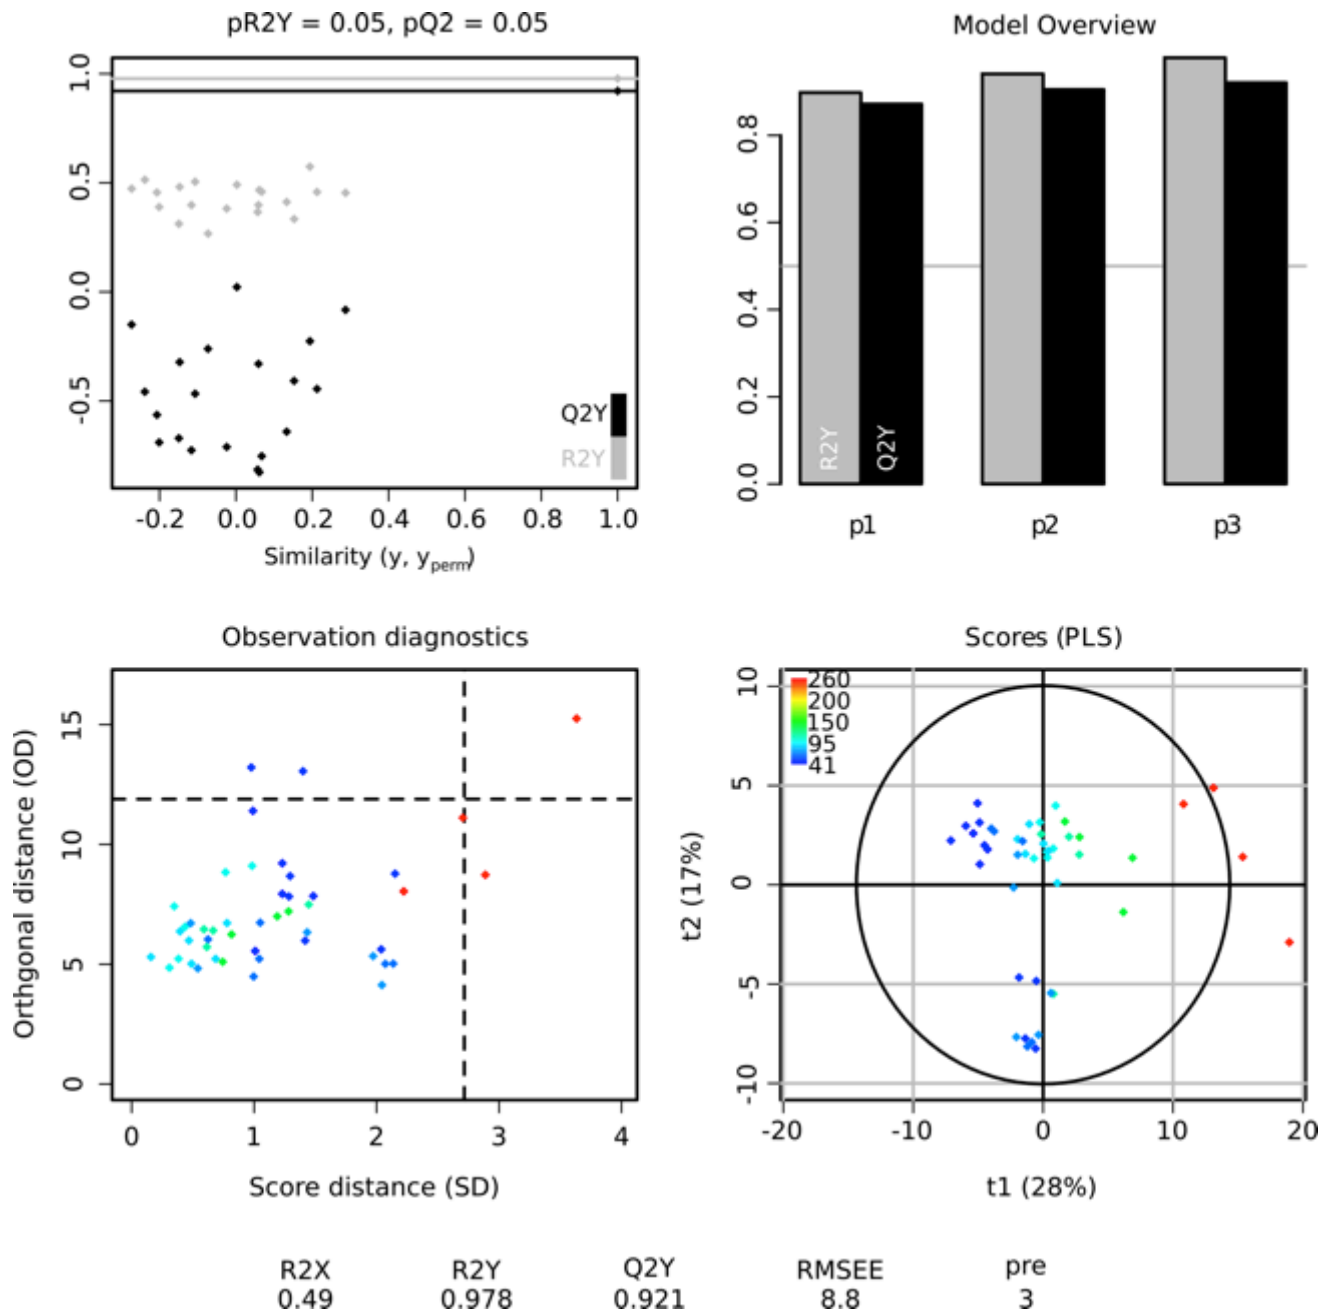 pR2Y = 0.05, pQ2 = 0.05
1.0
0.5
0.0
-0.5
Q2Y
R2Y
-0.2 0.0 0.2 0.4 0.6 0.8 1.0
Similarity (y, yperm)
Model Overview
0.8
0.6
0.4
0.2
0.0
R2Y
Q2Y
p1 p2 p3
Observation diagnostics
Orthgonal distance (OD)
15
10
5
0
0 1 2 3 4
Score distance (SD)
Scores (PLS)
t2 (17%)
10
5
0
-5
-10
260
200
150
95
41
-20 -10 0 10 20
t1 (28%)
R2X R2Y Q2Y RMSEE pre
0.49 0.978 0.921 8.8 3